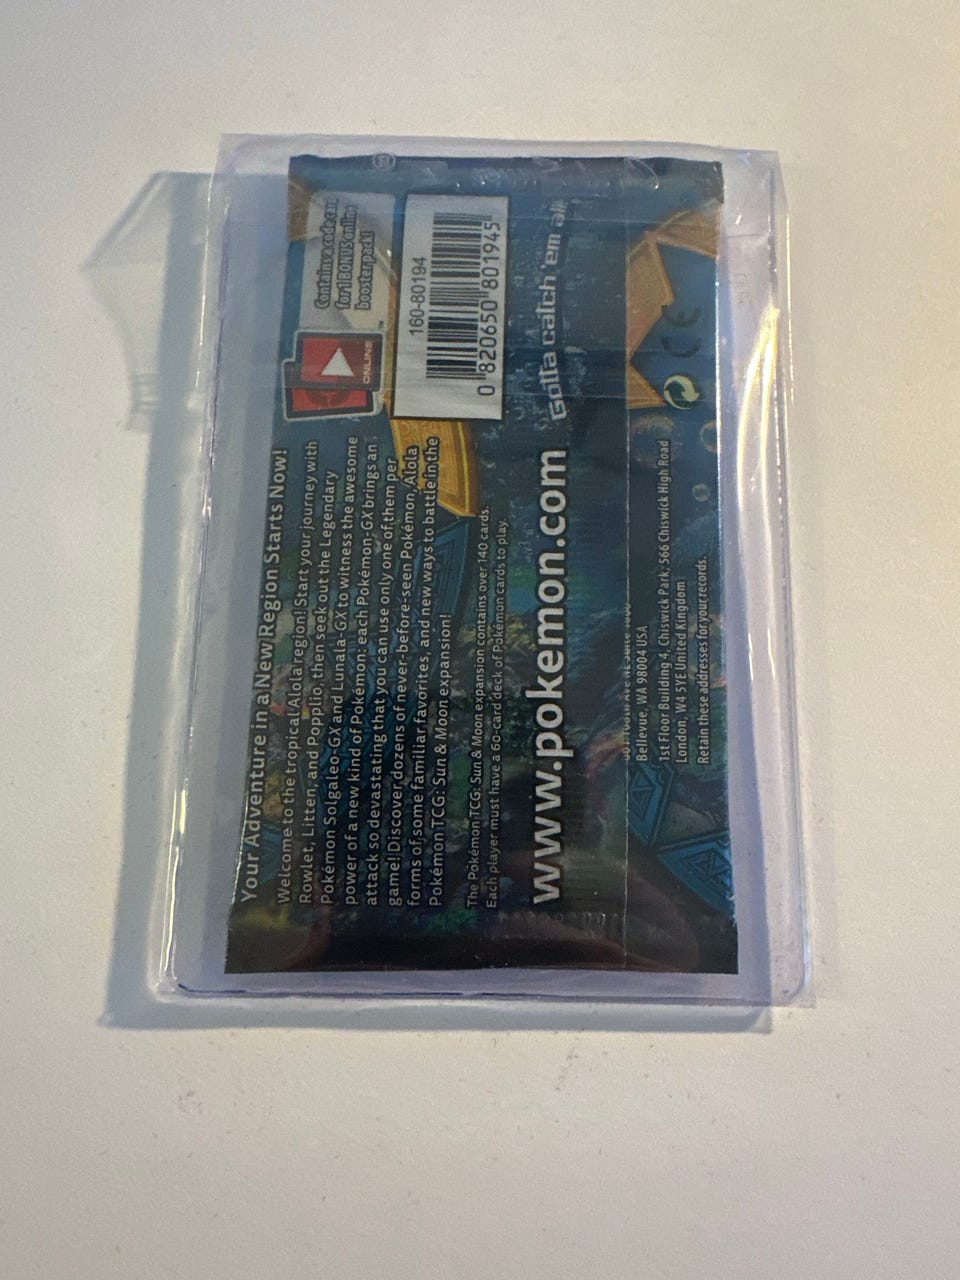 Your Adventure in a New Region Starts Now!
Welcome to the tropical Alola region! Start your journey with
Rowlet, Litten, and Popplio, then seek out the Legendary
Pokémon Solgaleo-GX and Lunala-GX to witness the awesome
power of a new kind of Pokémon: each Pokémon-GX brings an
attack so devastating that you can use only one of them per
game! Discover dozens of never-before-seen Pokémon, Alola
forms of some familiar favorites, and new ways to battle in the
Pokémon TCG: Sun & Moon expansion!
The Pokémon TCG: Sun & Moon expansion contains over 140 cards.
Each player must have a 60-card deck of Pokémon cards to play.
www.pokemon.com
Bellevue, WA 98004 USA
1st Floor Building 4, Chiswick Park, 566 Chiswick High Road
London, W4 5YE United Kingdom
Retain these addresses for your records.
ONLINE
TM
Contains a code card
for 1 BONUS online
booster pack!
160-80194
0 820650 801945
Gotta catch 'em all
CE